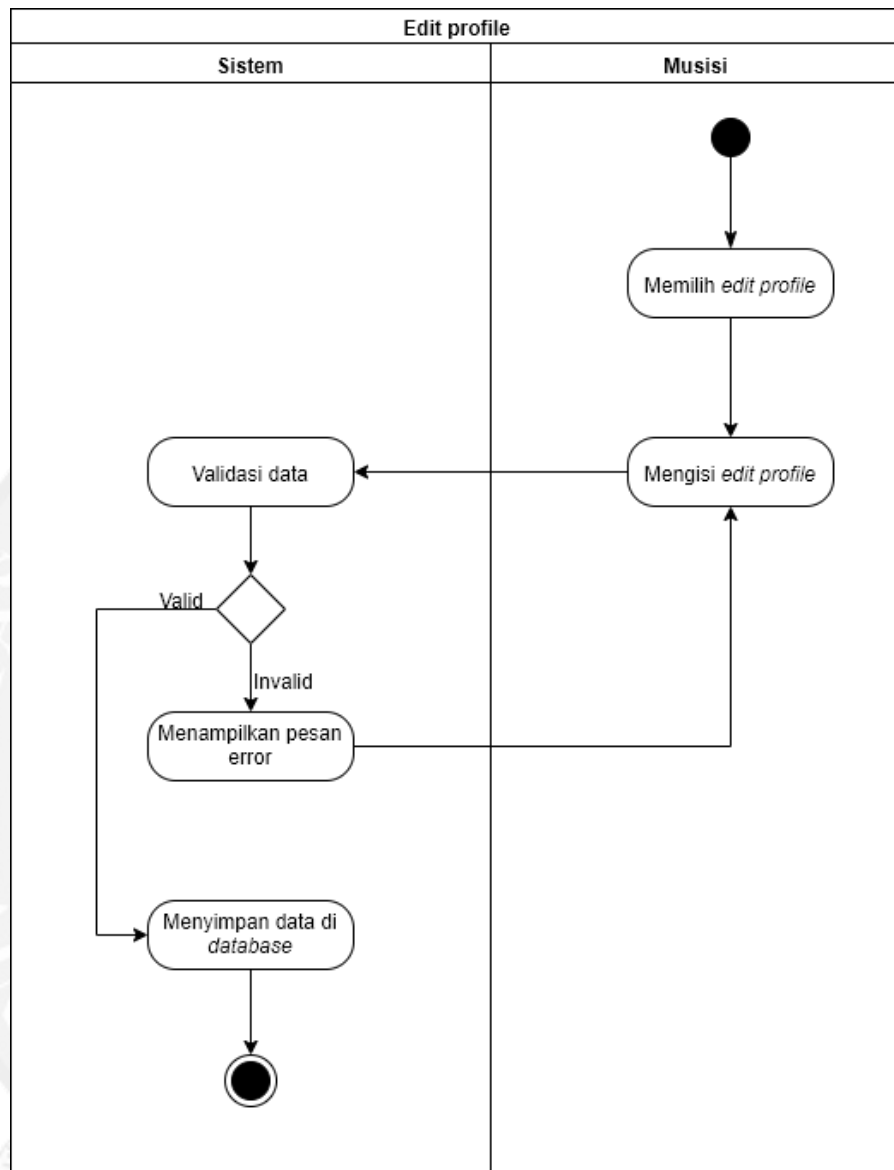 Edit profile
Sistem
Musisi
Memilih edit profile
Validasi data
Mengisi edit profile
Valid
Invalid
Menampilkan pesan
error
Menyimpan data di
database